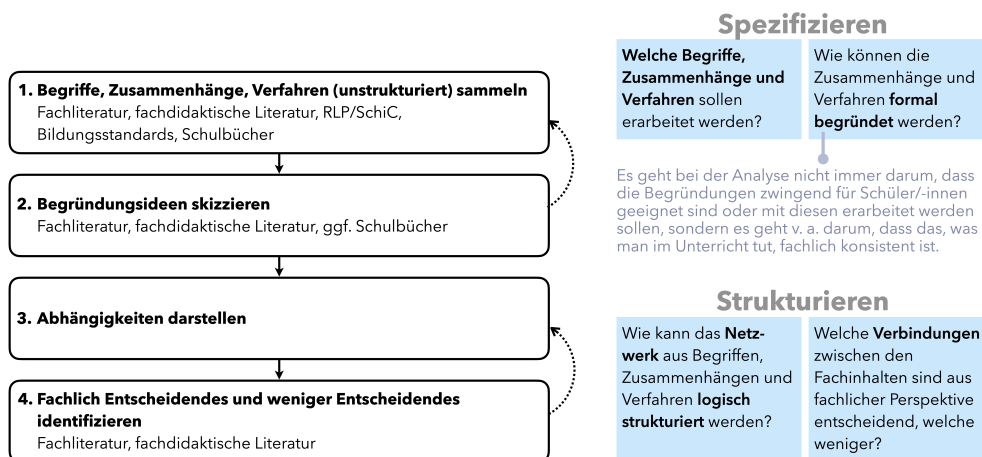 1. Begriffe, Zusammenhänge, Verfahren (unstrukturiert) sammeln
Fachliteratur, fachdidaktische Literatur, RLP/SchiC,
Bildungsstandards, Schulbücher
2. Begründungsideen skizzieren
Fachliteratur, fachdidaktische Literatur, ggf. Schulbücher
3. Abhängigkeiten darstellen
4. Fachlich Entscheidendes und weniger Entscheidendes
identifizieren
Fachliteratur, fachdidaktische Literatur
Spezifizieren
Welche Begriffe,
Zusammenhänge und
Verfahren sollen
erarbeitet werden?
Wie können die
Zusammenhänge und
Verfahren formal
begründet werden?
Es geht bei der Analyse nicht immer darum, dass
die Begründungen zwingend für Schüler/-innen
geeignet sind oder mit diesen erarbeitet werden
sollen, sondern es geht v. a. darum, dass das, was
man im Unterricht tut, fachlich konsistent ist.
Strukturieren
Wie kann das Netz-
werk aus Begriffen,
Zusammenhängen und
Verfahren logisch
strukturiert werden?
Welche Verbindungen
zwischen den
Fachinhalten sind aus
fachlicher Perspektive
entscheidend, welche
weniger?